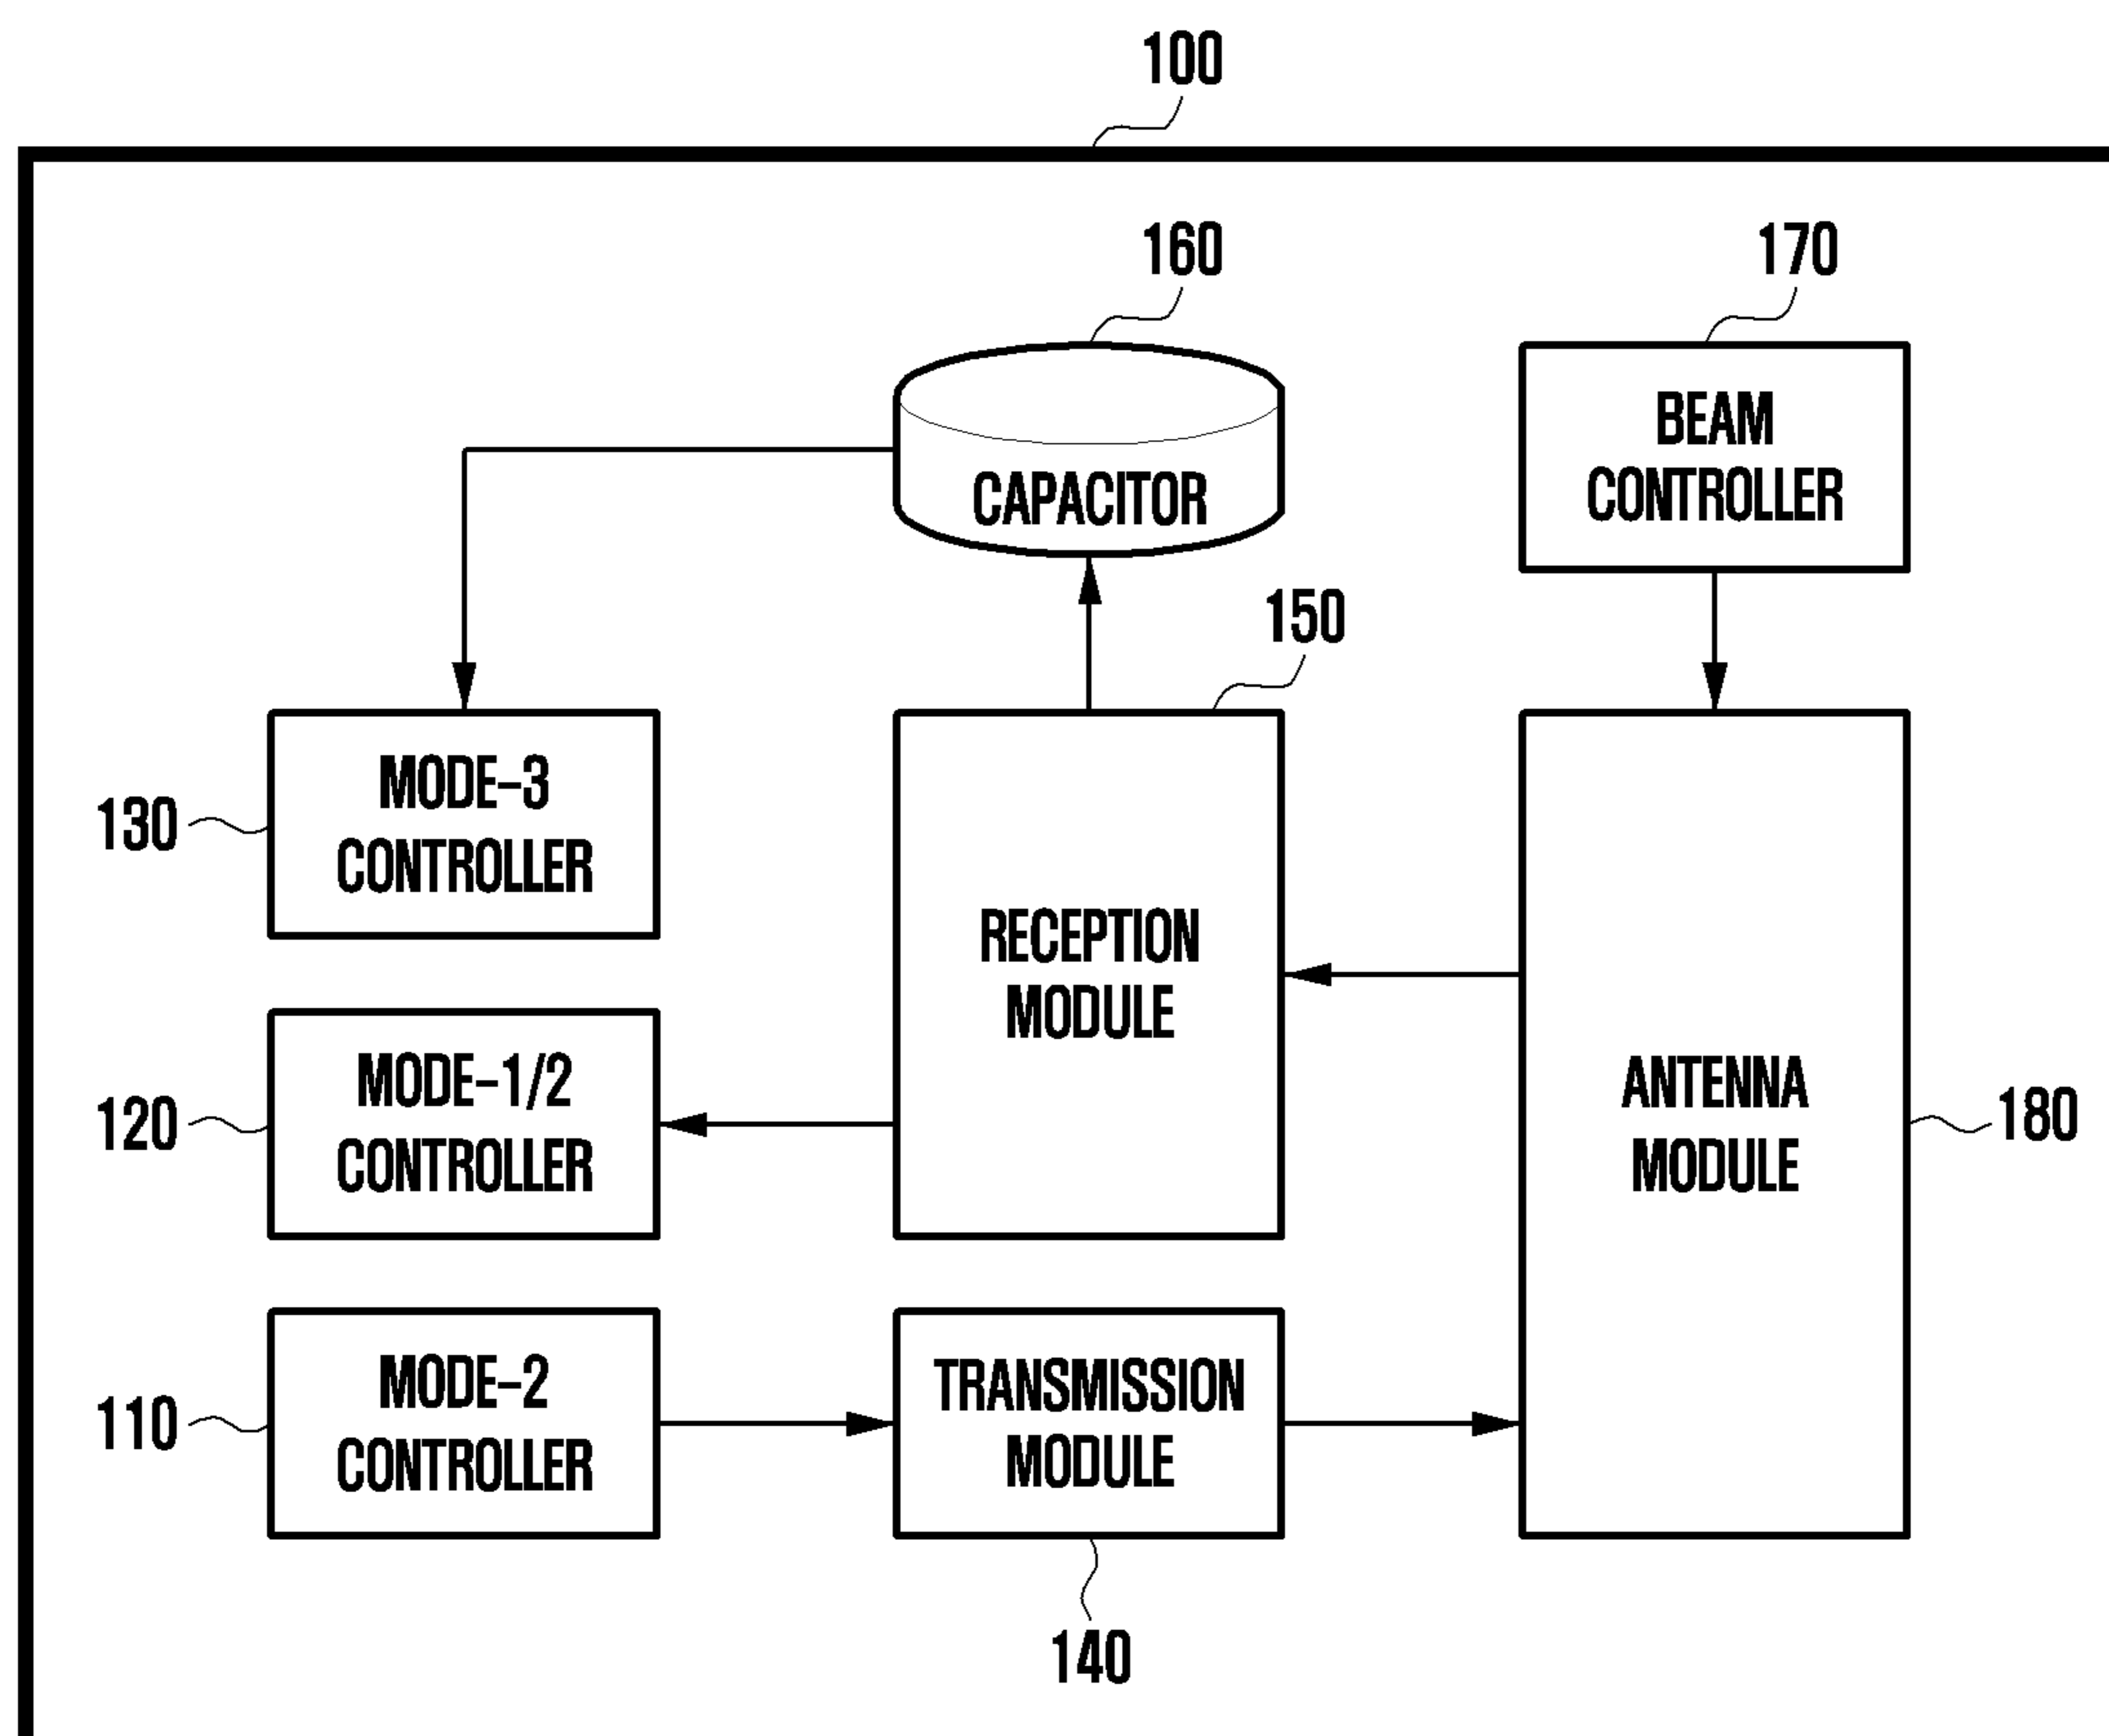 100
160
170
CAPACITOR
BEAM
CONTROLLER
150
130
MODE-3
CONTROLLER
RECEPTION
MODULE
120
MODE-1/2
CONTROLLER
ANTENNA
MODULE
180
110
MODE-2
CONTROLLER
TRANSMISSION
MODULE
140